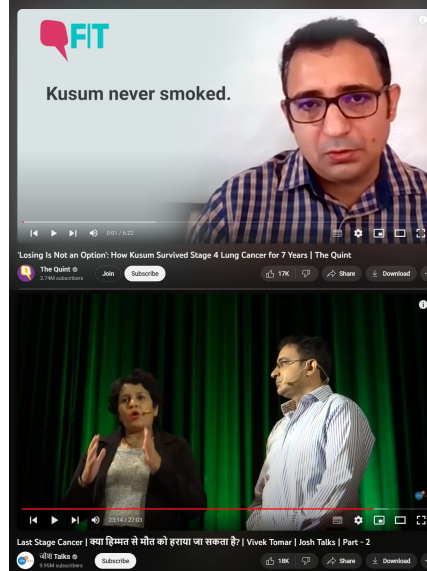 FIT
Kusum never smoked.
0:01 / 6:22
'Losing Is Not an Option': How Kusum Survived Stage 4 Lung Cancer for 7 Years | The Quint
The Quint
3.74M subscribers
Join
Subscribe
17K
Share
Download
23:14 / 27:03
Last Stage Cancer | क्या हिम्मत से मौत को हराया जा सकता है? | Vivek Tomar | Josh Talks | Part - 2
जोश Talks
9.95M subscribers
Subscribe
18K
Share
Download